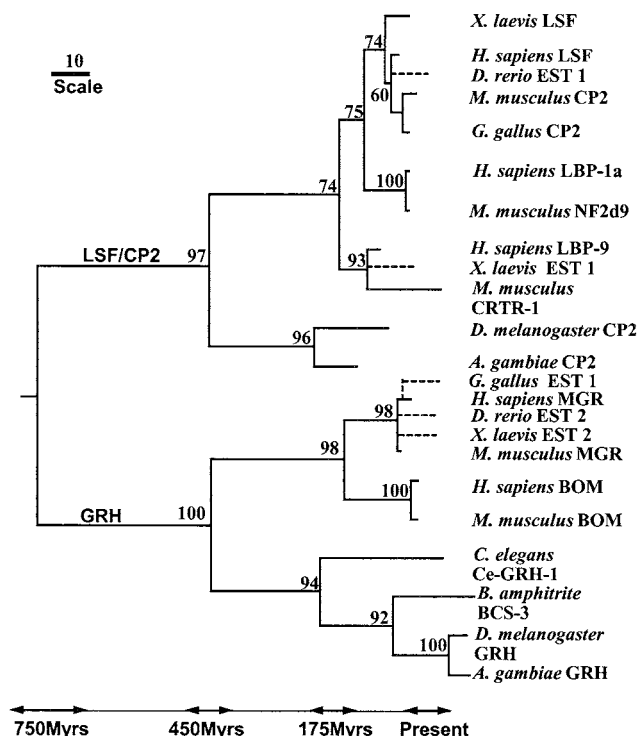 X. laevis LSF
10
Scale
74
H. sapiens LSF
D. rerio EST 1
60
M. musculus CP2
75
G. gallus CP2
100
H. sapiens LBP-1a
74
M. musculus NF2d9
H. sapiens LBP-9
LSF/CP2
97
93
X. laevis EST 1
M. musculus
CRTR-1
96
D. melanogaster CP2
A. gambiae CP2
G. gallus EST 1
H. sapiens MGR
98
D. rerio EST 2
X. laevis EST 2
98
M. musculus MGR
100
H. sapiens BOM
GRH
100
M. musculus BOM
C. elegans
Ce-GRH-1
94
B. amphitrite
BCS-3
92
D. melanogaster
100
GRH
A. gambiae GRH
750Myrs
450Myrs
175Myrs
Present